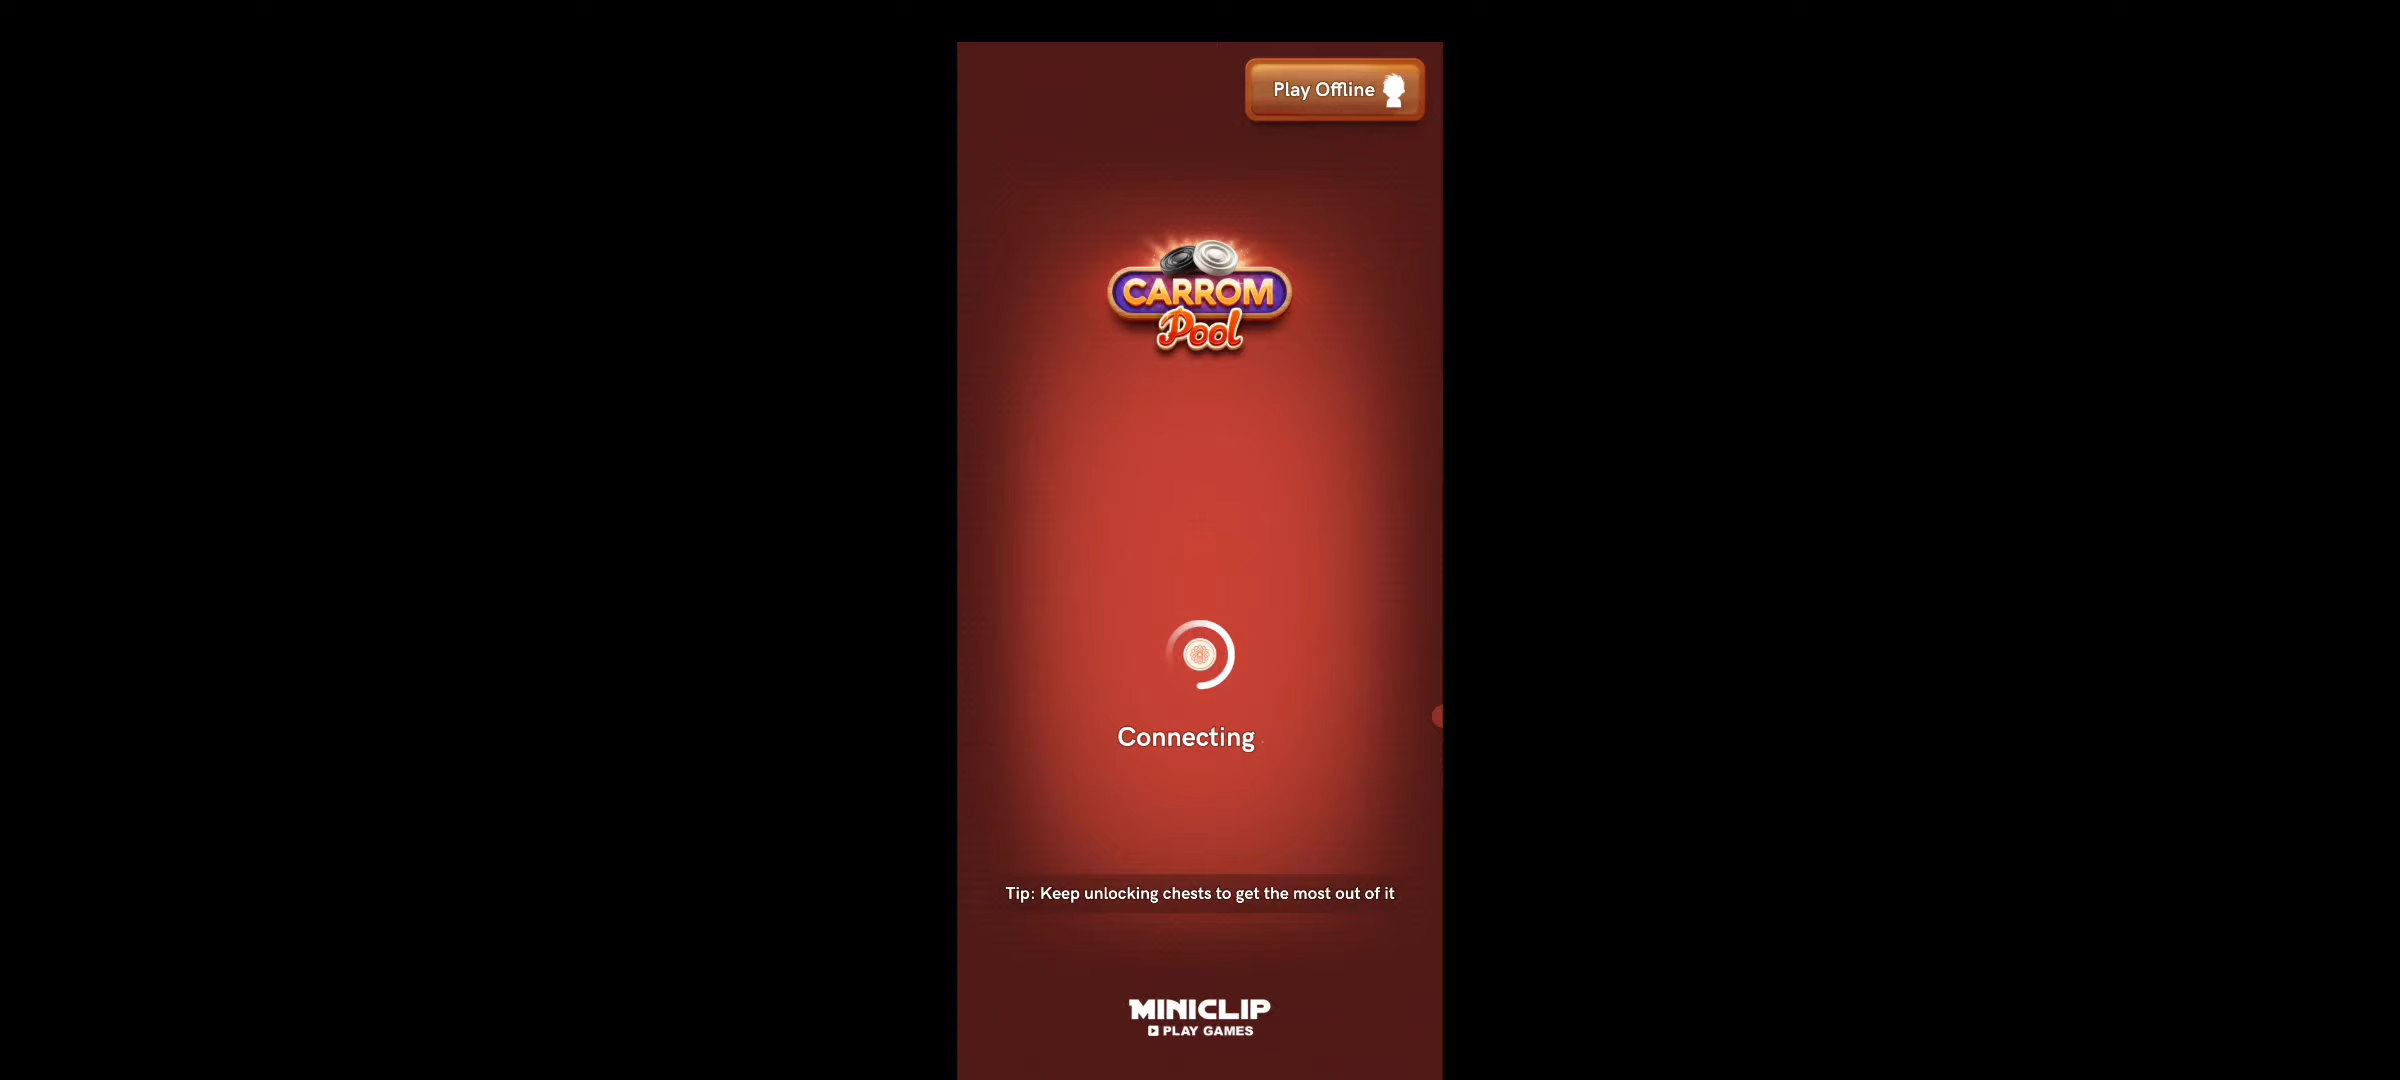 Play Offline
CARROM
Pool
Connecting
Tip: Keep unlocking chests to get the most out of it
MINICLIP
PLAY GAMES